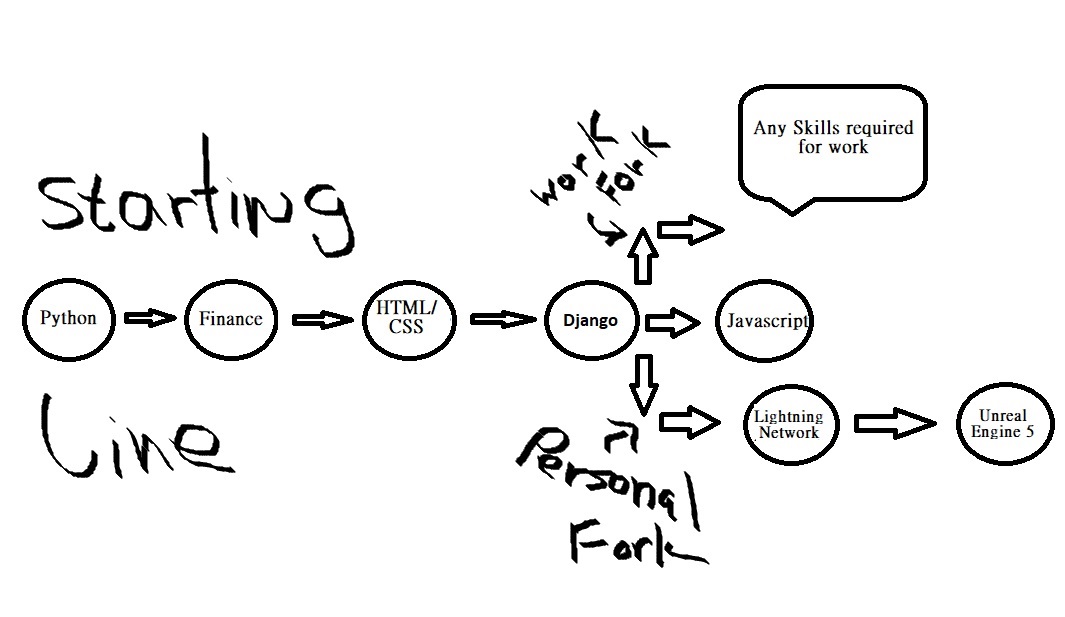 Starting
Line
Python
Finance
HTML/
CSS
Django
Work
Fork
Any Skills required
for work
Javascript
Personal
Fork
Lightning
Network
Unreal
Engine 5